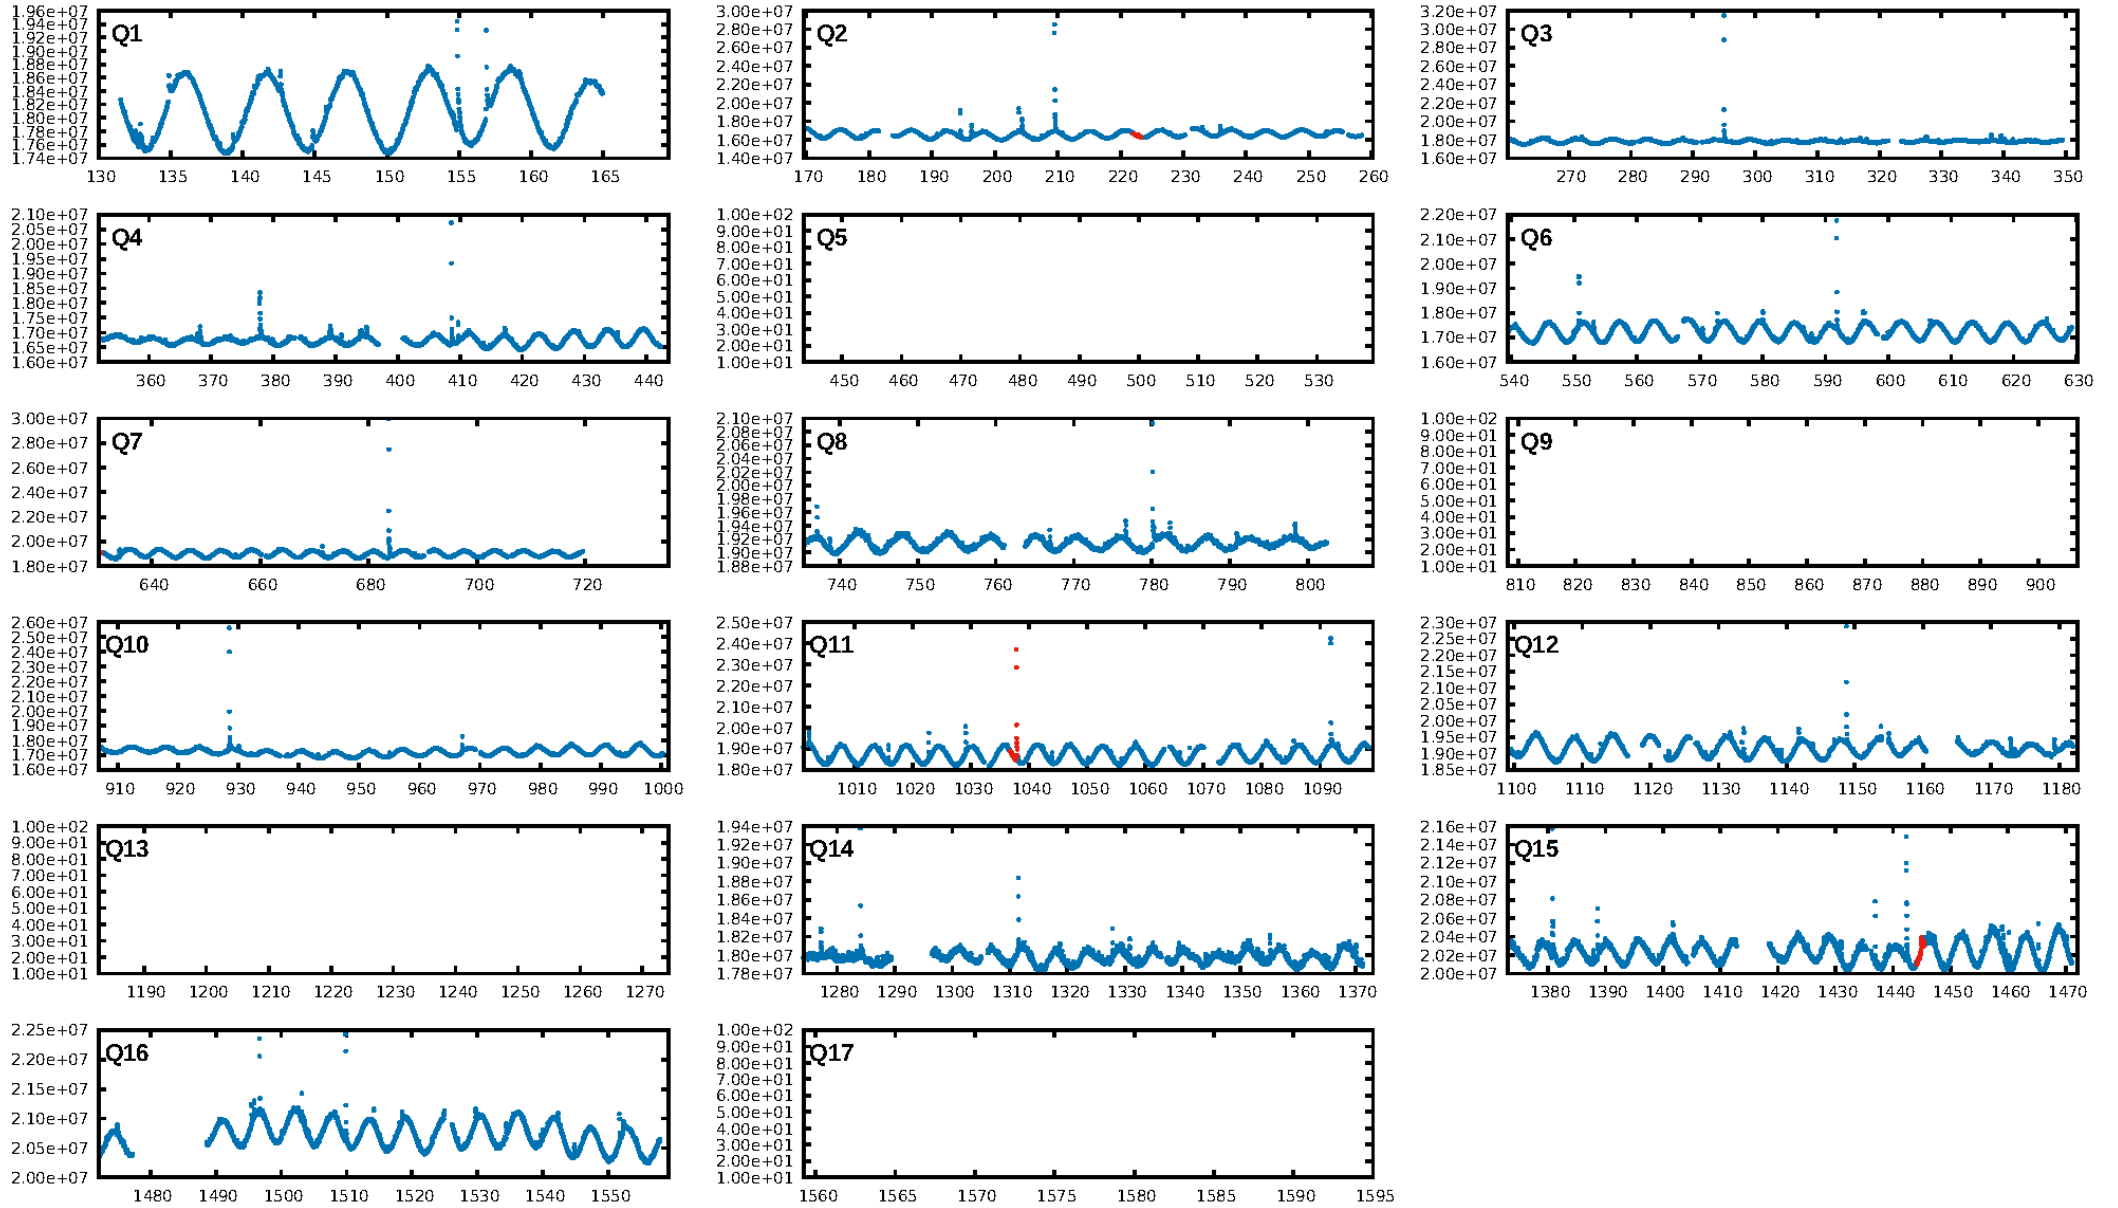 Q1
1.96e+07
1.94e+07
1.92e+07
1.90e+07
1.88e+07
1.86e+07
1.84e+07
1.82e+07
1.80e+07
1.78e+07
1.76e+07
1.74e+07
130 135 140 145 150 155 160 165
Q2
3.00e+07
2.80e+07
2.60e+07
2.40e+07
2.20e+07
2.00e+07
1.80e+07
1.60e+07
1.40e+07
170 180 190 200 210 220 230 240 250 260
Q3
3.20e+07
3.00e+07
2.80e+07
2.60e+07
2.40e+07
2.20e+07
2.00e+07
1.80e+07
1.60e+07
270 280 290 300 310 320 330 340 350
Q4
2.10e+07
2.05e+07
2.00e+07
1.95e+07
1.90e+07
1.85e+07
1.80e+07
1.75e+07
1.70e+07
1.65e+07
1.60e+07
360 370 380 390 400 410 420 430 440
Q5
1.00e+02
9.00e+01
8.00e+01
7.00e+01
6.00e+01
5.00e+01
4.00e+01
3.00e+01
2.00e+01
1.00e+01
450 460 470 480 490 500 510 520 530
Q6
2.20e+07
2.10e+07
2.00e+07
1.90e+07
1.80e+07
1.70e+07
1.60e+07
540 550 560 570 580 590 600 610 620 630
Q7
3.00e+07
2.80e+07
2.60e+07
2.40e+07
2.20e+07
2.00e+07
1.80e+07
640 660 680 700 720
Q8
2.10e+07
2.08e+07
2.06e+07
2.04e+07
2.02e+07
2.00e+07
1.98e+07
1.96e+07
1.94e+07
1.92e+07
1.90e+07
1.88e+07
740 750 760 770 780 790 800
Q9
1.00e+02
9.00e+01
8.00e+01
7.00e+01
6.00e+01
5.00e+01
4.00e+01
3.00e+01
2.00e+01
1.00e+01
810 820 830 840 850 860 870 880 890 900
Q10
2.60e+07
2.50e+07
2.40e+07
2.30e+07
2.20e+07
2.10e+07
2.00e+07
1.90e+07
1.80e+07
1.70e+07
1.60e+07
910 920 930 940 950 960 970 980 990 1000
Q11
2.50e+07
2.40e+07
2.30e+07
2.20e+07
2.10e+07
2.00e+07
1.90e+07
1.80e+07
1010 1020 1030 1040 1050 1060 1070 1080 1090
Q12
2.30e+07
2.25e+07
2.20e+07
2.15e+07
2.10e+07
2.05e+07
2.00e+07
1.95e+07
1.90e+07
1.85e+07
1100 1110 1120 1130 1140 1150 1160 1170 1180
Q13
1.00e+02
9.00e+01
8.00e+01
7.00e+01
6.00e+01
5.00e+01
4.00e+01
3.00e+01
2.00e+01
1.00e+01
1190 1200 1210 1220 1230 1240 1250 1260 1270
Q14
1.94e+07
1.92e+07
1.90e+07
1.88e+07
1.86e+07
1.84e+07
1.82e+07
1.80e+07
1.78e+07
1280 1290 1300 1310 1320 1330 1340 1350 1360 1370
Q15
2.16e+07
2.14e+07
2.12e+07
2.10e+07
2.08e+07
2.06e+07
2.04e+07
2.02e+07
2.00e+07
1380 1390 1400 1410 1420 1430 1440 1450 1460 1470
Q16
2.25e+07
2.20e+07
2.15e+07
2.10e+07
2.05e+07
2.00e+07
1480 1490 1500 1510 1520 1530 1540 1550
Q17
1.00e+02
9.00e+01
8.00e+01
7.00e+01
6.00e+01
5.00e+01
4.00e+01
3.00e+01
2.00e+01
1.00e+01
1560 1565 1570 1575 1580 1585 1590 1595